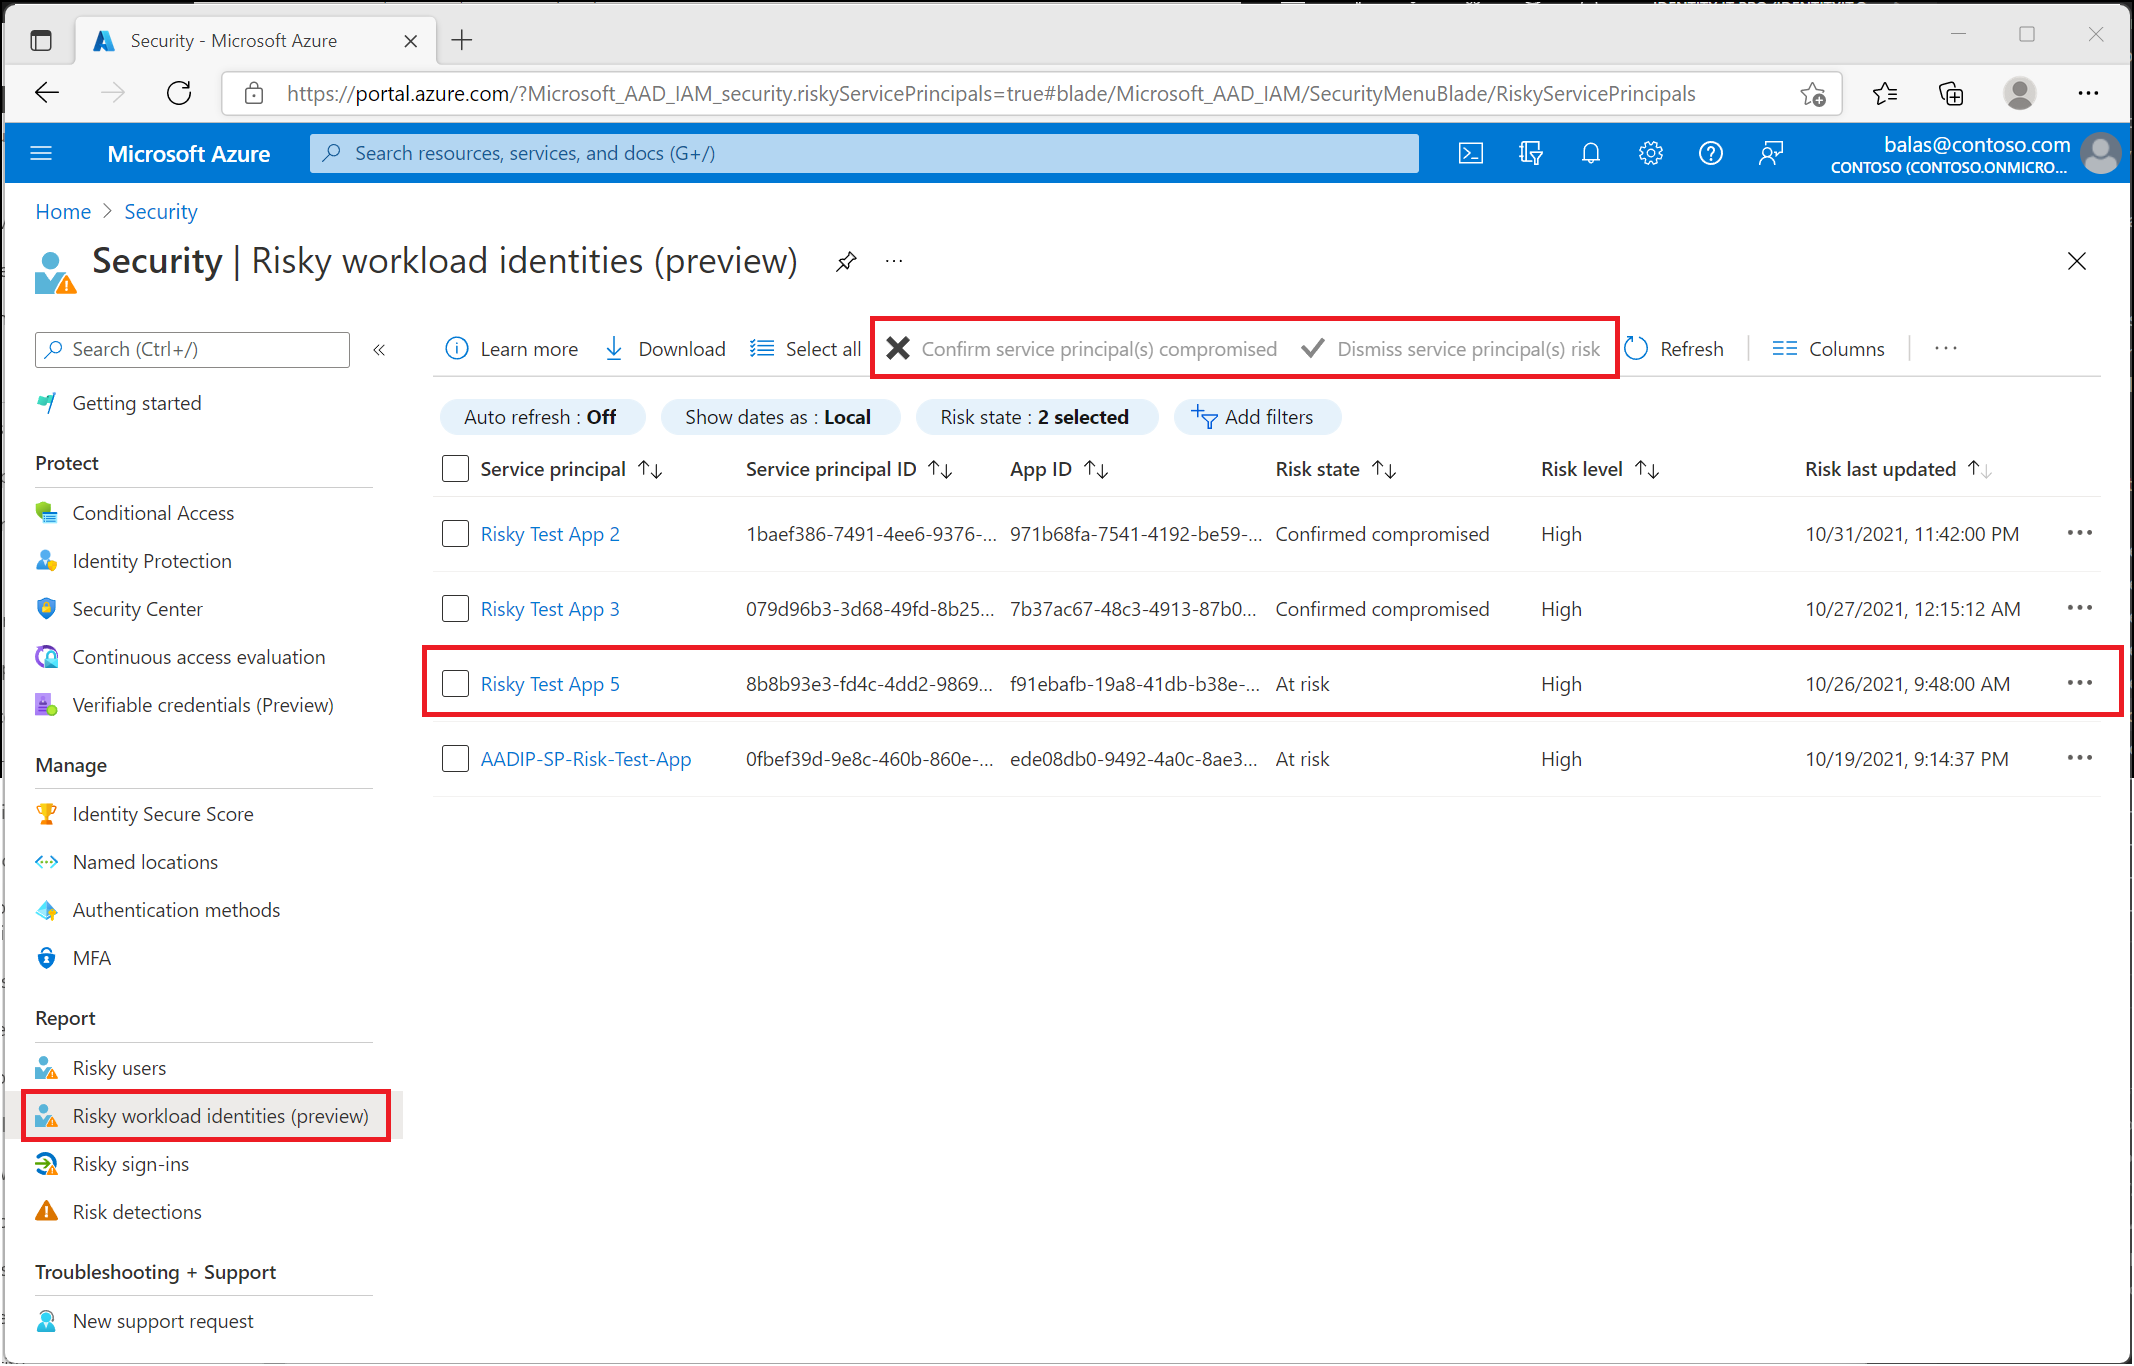 Security - Microsoft Azure
https://portal.azure.com/?Microsoft_AAD_IAM_security.riskyServicePrincipals=true#blade/Microsoft_AAD_IAM/SecurityMenuBlade/RiskyServicePrincipals
Microsoft Azure
Search resources, services, and docs (G+/)
balas@contoso.com
CONTOSO (CONTOSO.ONMICRO...
Home > Security
Security | Risky workload identities (preview)
Search (Ctrl+/)
Getting started
Protect
Conditional Access
Identity Protection
Security Center
Continuous access evaluation
Verifiable credentials (Preview)
Manage
Identity Secure Score
Named locations
Authentication methods
MFA
Report
Risky users
Risky workload identities (preview)
Risky sign-ins
Risk detections
Troubleshooting + Support
New support request
Learn more Download Select all Confirm service principal(s) compromised Dismiss service principal(s) risk Refresh Columns
Auto refresh : Off Show dates as : Local Risk state : 2 selected Add filters
Service principal Service principal ID App ID Risk state Risk level Risk last updated
Risky Test App 2 1baef386-7491-4ee6-9376-... 971b68fa-7541-4192-be59-... Confirmed compromised High 10/31/2021, 11:42:00 PM
Risky Test App 3 079d96b3-3d68-49fd-8b25... 7b37ac67-48c3-4913-87b0... Confirmed compromised High 10/27/2021, 12:15:12 AM
Risky Test App 5 8b8b93e3-fd4c-4dd2-9869... f91ebafb-19a8-41db-b38e-... At risk High 10/26/2021, 9:48:00 AM
AADIP-SP-Risk-Test-App 0fbef39d-9e8c-460b-860e-... ede08db0-9492-4a0c-8ae3... At risk High 10/19/2021, 9:14:37 PM